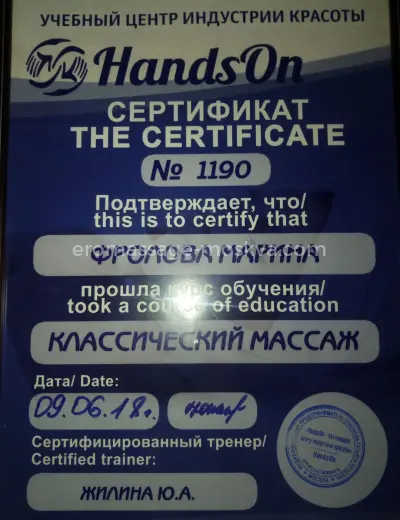 УЧЕБНЫЙ ЦЕНТР ИНДУСТРИИ КРАСОТЫ
HandsOn
СЕРТИФИКАТ
THE CERTIFICATE
№ 1190
Подтверждает, что/
this is to certify that
ФРОЛОВА МАРИНА
прошла курс обучения/
took a course of education
КЛАССИЧЕСКИЙ МАССАЖ
Дата/ Date:
09.06.18г.
Сертифицированный тренер/
Certified trainer:
ЖИЛИНА Ю.А.